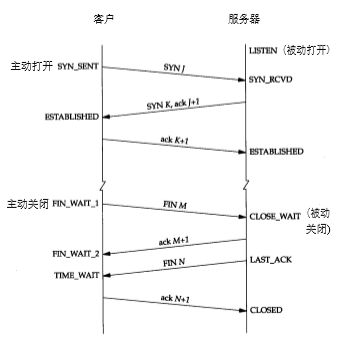 客户 服务器
LISTEN (被动打开)
主动打开 SYN_SENT
SYN J
SYN_RCVD
SYN K, ack J+1
ESTABLISHED
ack K+1
ESTABLISHED
主动关闭 FIN_WAIT_1
FIN M
CLOSE_WAIT (被动
关闭)
ack M+1
FIN_WAIT_2
FIN N
LAST_ACK
TIME_WAIT
ack N+1
CLOSED